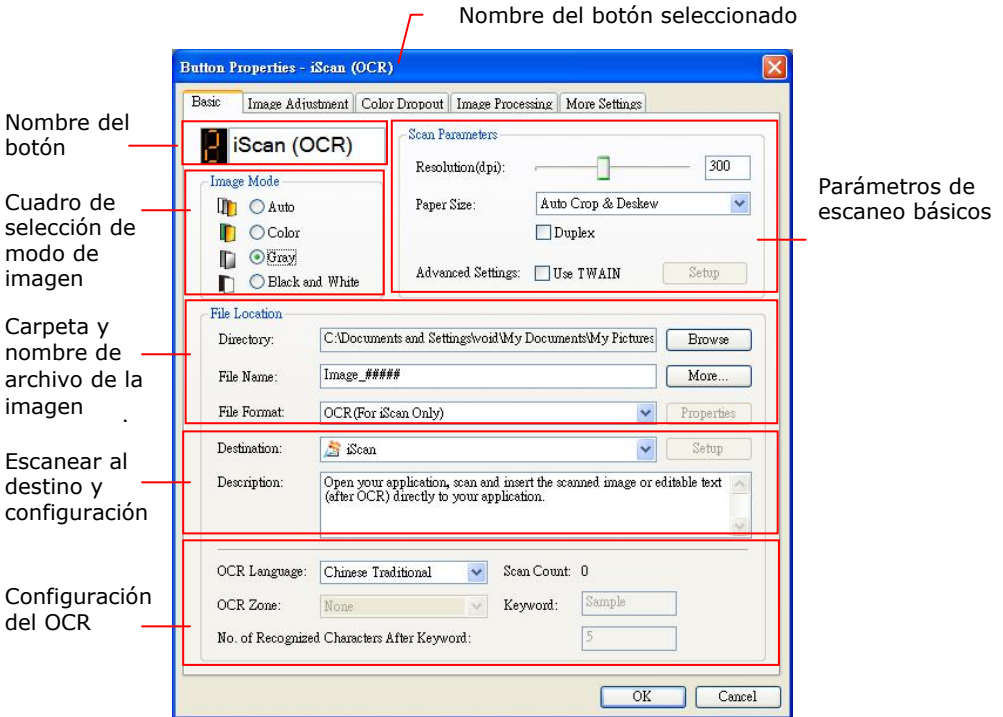 Nombre del botón seleccionado
Button Properties - iScan (OCR)
Basic Image Adjustment Color Dropout Image Processing More Settings
Nombre del
botón
2 iScan (OCR)
Scan Parameters
Resolution(dpi): 300
Paper Size: Auto Crop & Deskew
Duplex
Advanced Settings: Use TWAIN Setup
Parámetros de
escaneo básicos
Cuadro de
selección de
modo de
imagen
Image Mode
Auto
Color
Gray
Black and White
Carpeta y
nombre de
archivo de la
imagen
.
File Location
Directory: C:\Documents and Settings\void\My Documents\My Pictures Browse
File Name: Image_##### More...
File Format: OCR(For iScan Only) Properties
Escanear al
destino y
configuración
Destination: iScan Setup
Description: Open your application, scan and insert the scanned image or editable text
(after OCR) directly to your application.
Configuración
del OCR
OCR Language: Chinese Traditional Scan Count: 0
OCR Zone: None Keyword: Sample
No. of Recognized Characters After Keyword: 5
OK Cancel